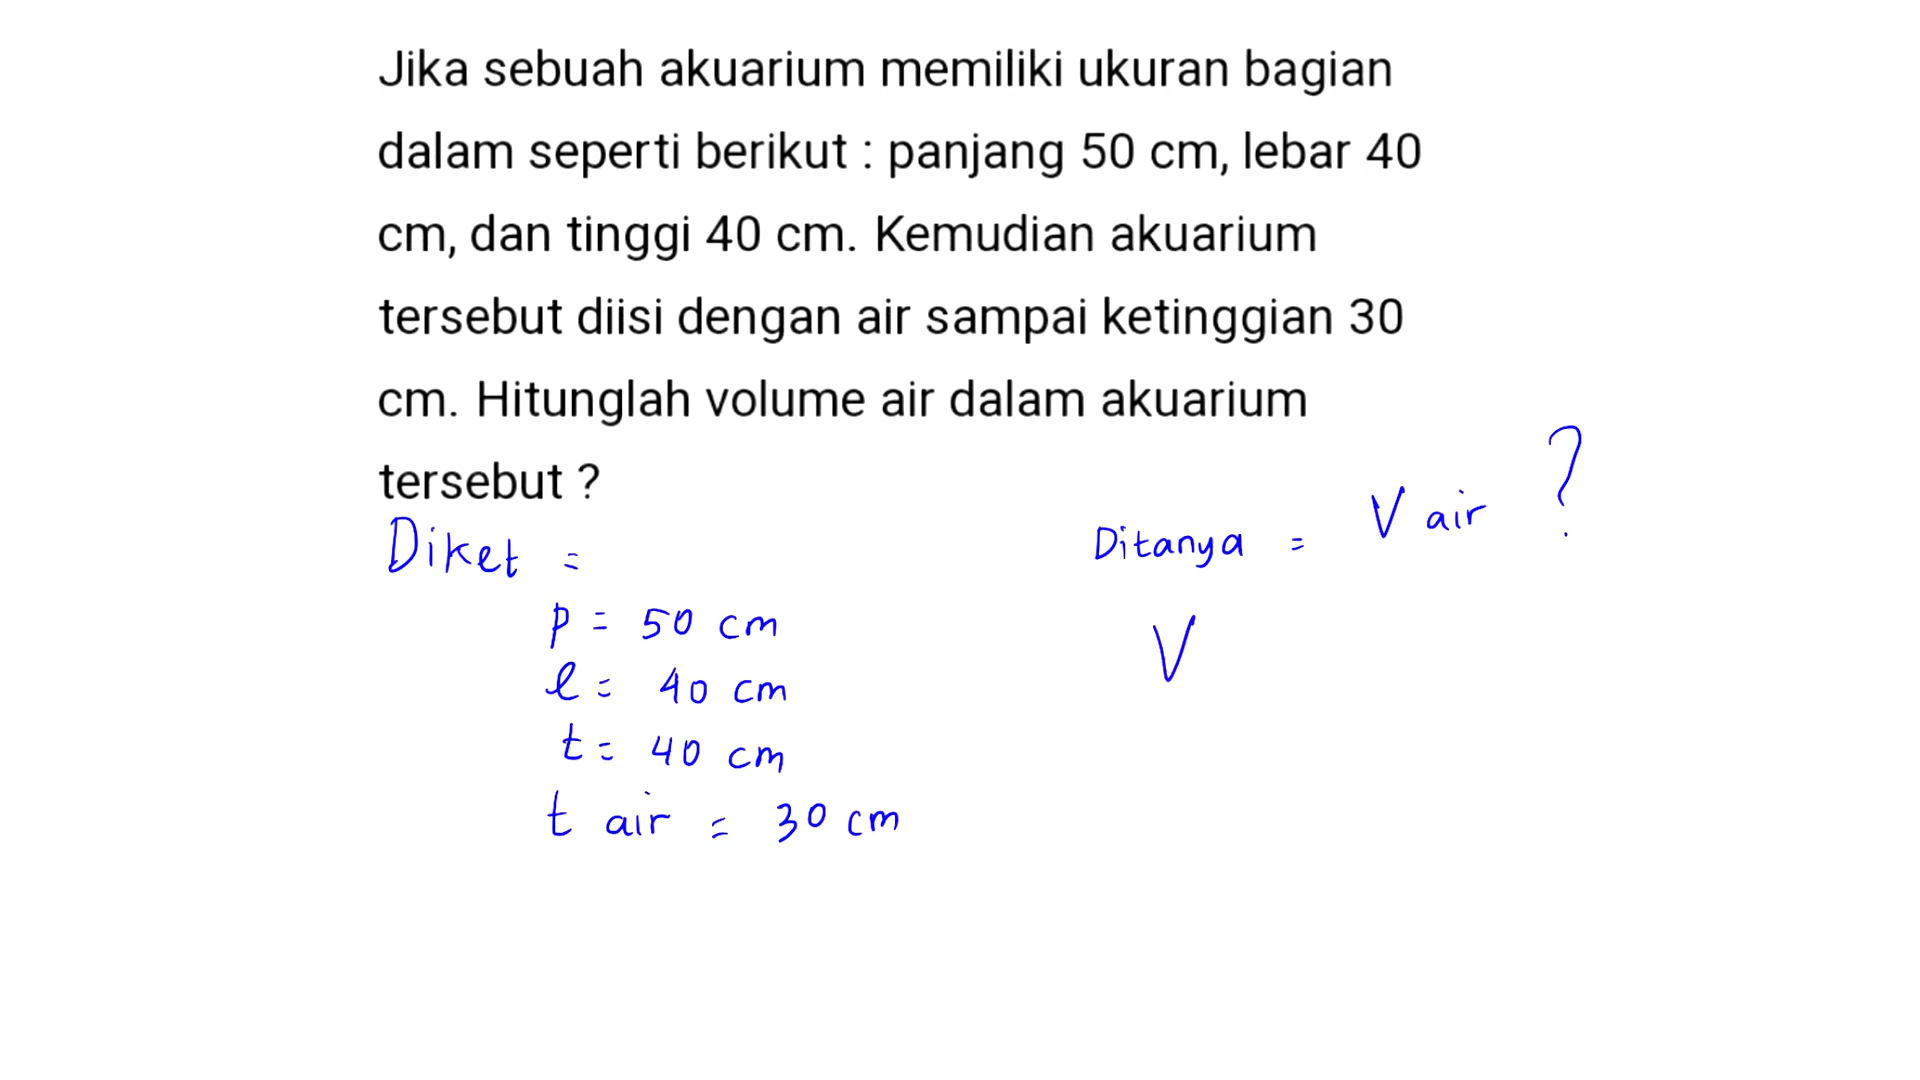 Jika sebuah akuarium memiliki ukuran bagian
dalam seperti berikut : panjang 50 cm, lebar 40
cm, dan tinggi 40 cm. Kemudian akuarium
tersebut diisi dengan air sampai ketinggian 30
cm. Hitunglah volume air dalam akuarium
tersebut ?
Diket =
p = 50 cm
l = 40 cm
t = 40 cm
t air = 30 cm
Ditanya = V air ?
V